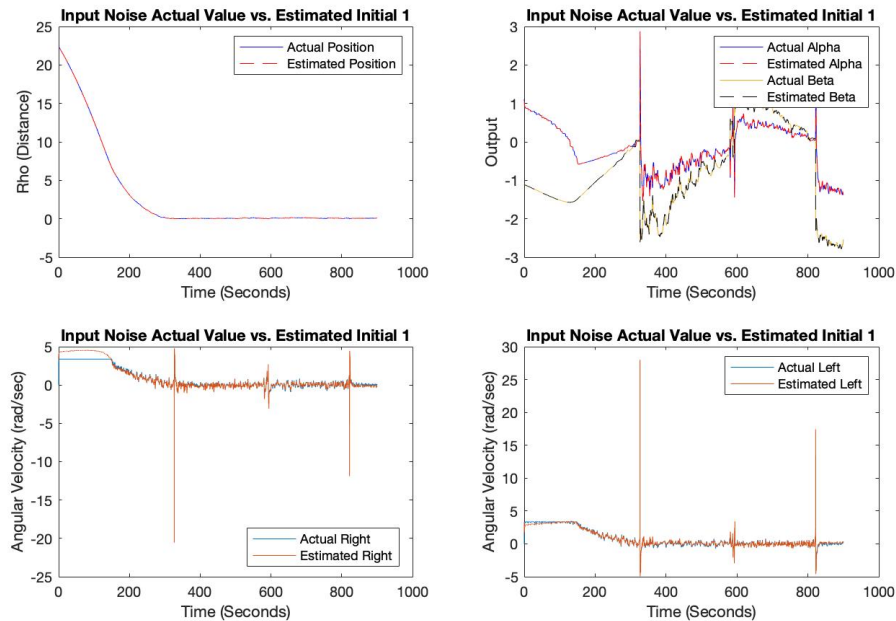 Input Noise Actual Value vs. Estimated Initial 1
25
20
15
10
5
0
-5
Rho (Distance)
Actual Position
Estimated Position
0 200 400 600 800 1000
Time (Seconds)
Input Noise Actual Value vs. Estimated Initial 1
3
2
1
0
-1
-2
-3
Output
Actual Alpha
Estimated Alpha
Actual Beta
Estimated Beta
0 200 400 600 800 1000
Time (Seconds)
Input Noise Actual Value vs. Estimated Initial 1
5
0
-5
-10
-15
-20
-25
Angular Velocity (rad/sec)
Actual Right
Estimated Right
0 200 400 600 800 1000
Time (Seconds)
Input Noise Actual Value vs. Estimated Initial 1
30
25
20
15
10
5
0
-5
Angular Velocity (rad/sec)
Actual Left
Estimated Left
0 200 400 600 800 1000
Time (Seconds)